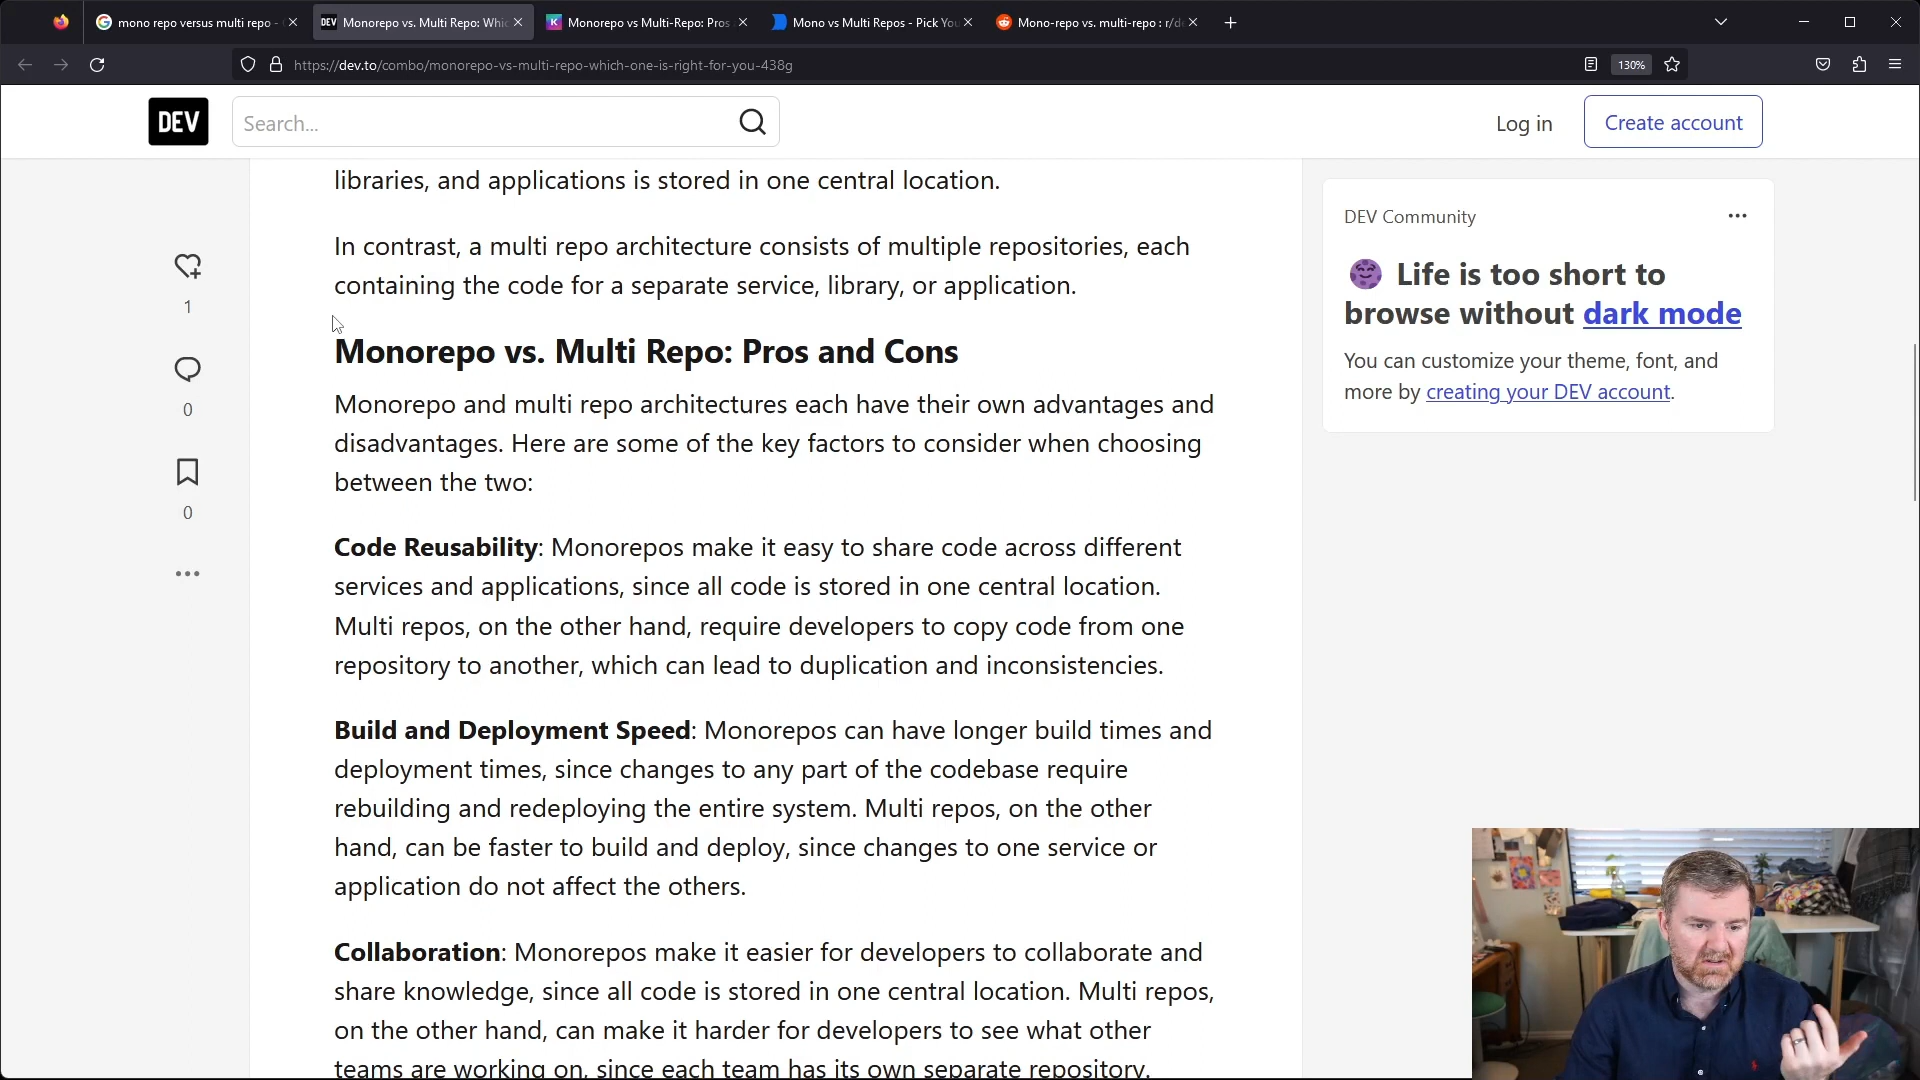 mono repo versus multi repo -
DEV Monorepo vs. Multi Repo: Whic
K Monorepo vs Multi-Repo: Pros
Mono vs Multi Repos - Pick You
Mono-repo vs. multi-repo : r/de
https://dev.to/combo/monorepo-vs-multi-repo-which-one-is-right-for-you-438g
130%
DEV
Search...
Log in
Create account
libraries, and applications is stored in one central location.
In contrast, a multi repo architecture consists of multiple repositories, each
containing the code for a separate service, library, or application.
Monorepo vs. Multi Repo: Pros and Cons
Monorepo and multi repo architectures each have their own advantages and
disadvantages. Here are some of the key factors to consider when choosing
between the two:
Code Reusability: Monorepos make it easy to share code across different
services and applications, since all code is stored in one central location.
Multi repos, on the other hand, require developers to copy code from one
repository to another, which can lead to duplication and inconsistencies.
Build and Deployment Speed: Monorepos can have longer build times and
deployment times, since changes to any part of the codebase require
rebuilding and redeploying the entire system. Multi repos, on the other
hand, can be faster to build and deploy, since changes to one service or
application do not affect the others.
Collaboration: Monorepos make it easier for developers to collaborate and
share knowledge, since all code is stored in one central location. Multi repos,
on the other hand, can make it harder for developers to see what other
teams are working on, since each team has its own separate repository.
1
0
0
DEV Community
Life is too short to
browse without dark mode
You can customize your theme, font, and
more by creating your DEV account.